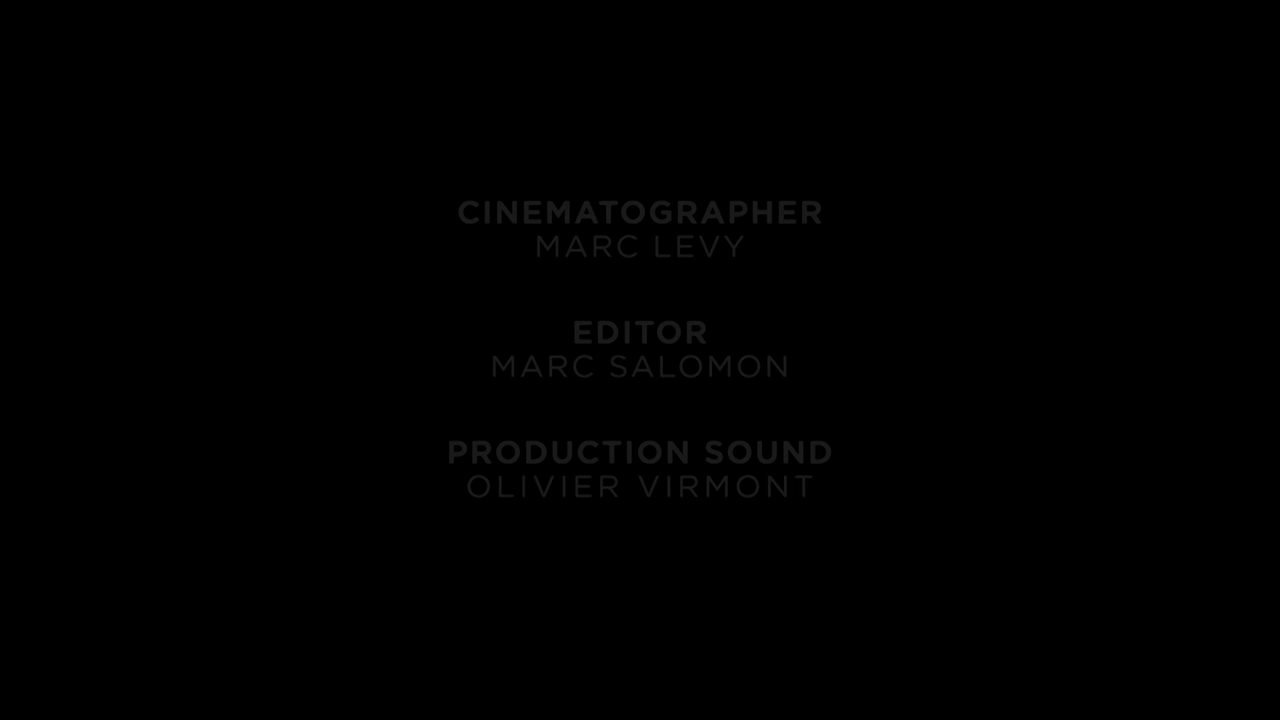 CINEMATOGRAPHER
MARC LEVY
EDITOR
MARC SALOMON
PRODUCTION SOUND
OLIVIER VIRMONT